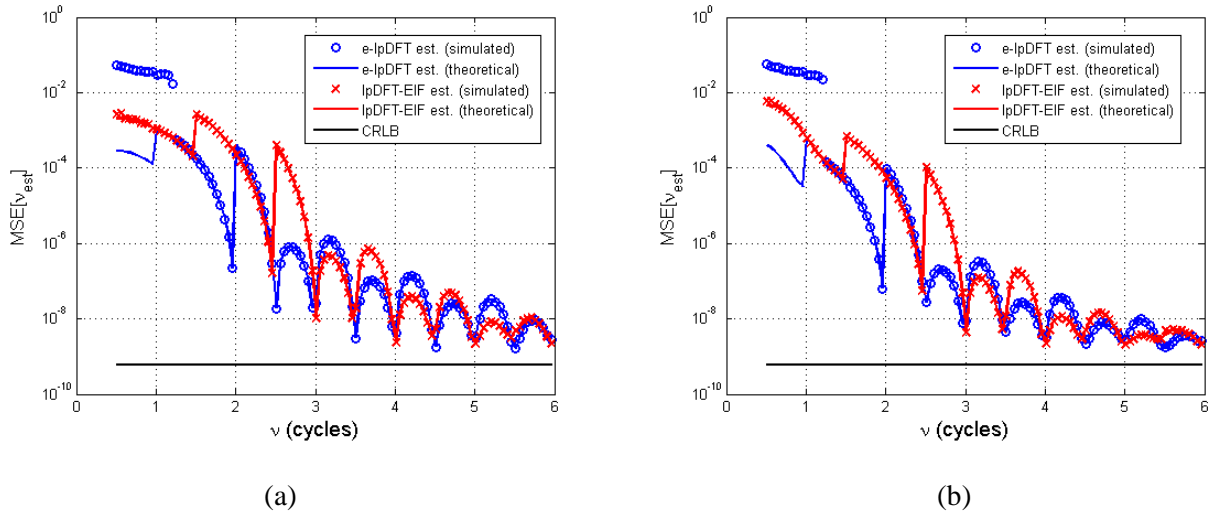 10^0
10^-2
10^-4
10^-6
10^-8
10^-10
MSE[ν_est]
0 1 2 3 4 5 6
ν (cycles)
e-IpDFT est. (simulated)
e-IpDFT est. (theoretical)
IpDFT-EIF est. (simulated)
IpDFT-EIF est. (theoretical)
CRLB
(a)
10^0
10^-2
10^-4
10^-6
10^-8
10^-10
MSE[ν_est]
0 1 2 3 4 5 6
ν (cycles)
e-IpDFT est. (simulated)
e-IpDFT est. (theoretical)
IpDFT-EIF est. (simulated)
IpDFT-EIF est. (theoretical)
CRLB
(b)